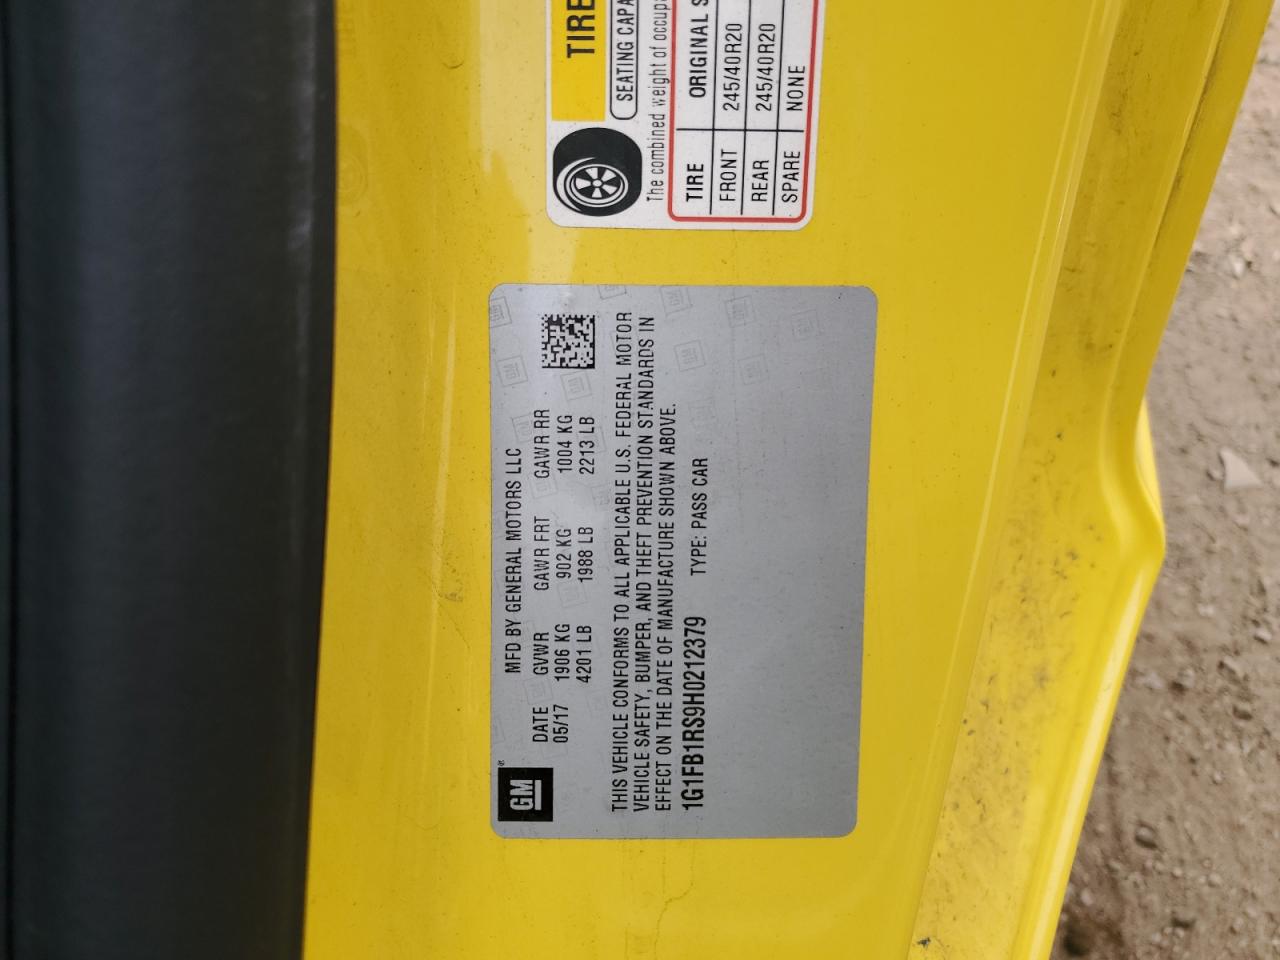 TIRE
SEATING CAPA
The combined weight of occupa
TIRE ORIGINAL S
FRONT 245/40R20
REAR 245/40R20
SPARE NONE
GM ®
MFD BY GENERAL MOTORS LLC
DATE GVWR GAWR FRT GAWR RR
05/17 1906 KG 902 KG 1004 KG
4201 LB 1988 LB 2213 LB
THIS VEHICLE CONFORMS TO ALL APPLICABLE U.S. FEDERAL MOTOR
VEHICLE SAFETY, BUMPER, AND THEFT PREVENTION STANDARDS IN
EFFECT ON THE DATE OF MANUFACTURE SHOWN ABOVE.
1G1FB1RS9H0212379 TYPE: PASS CAR